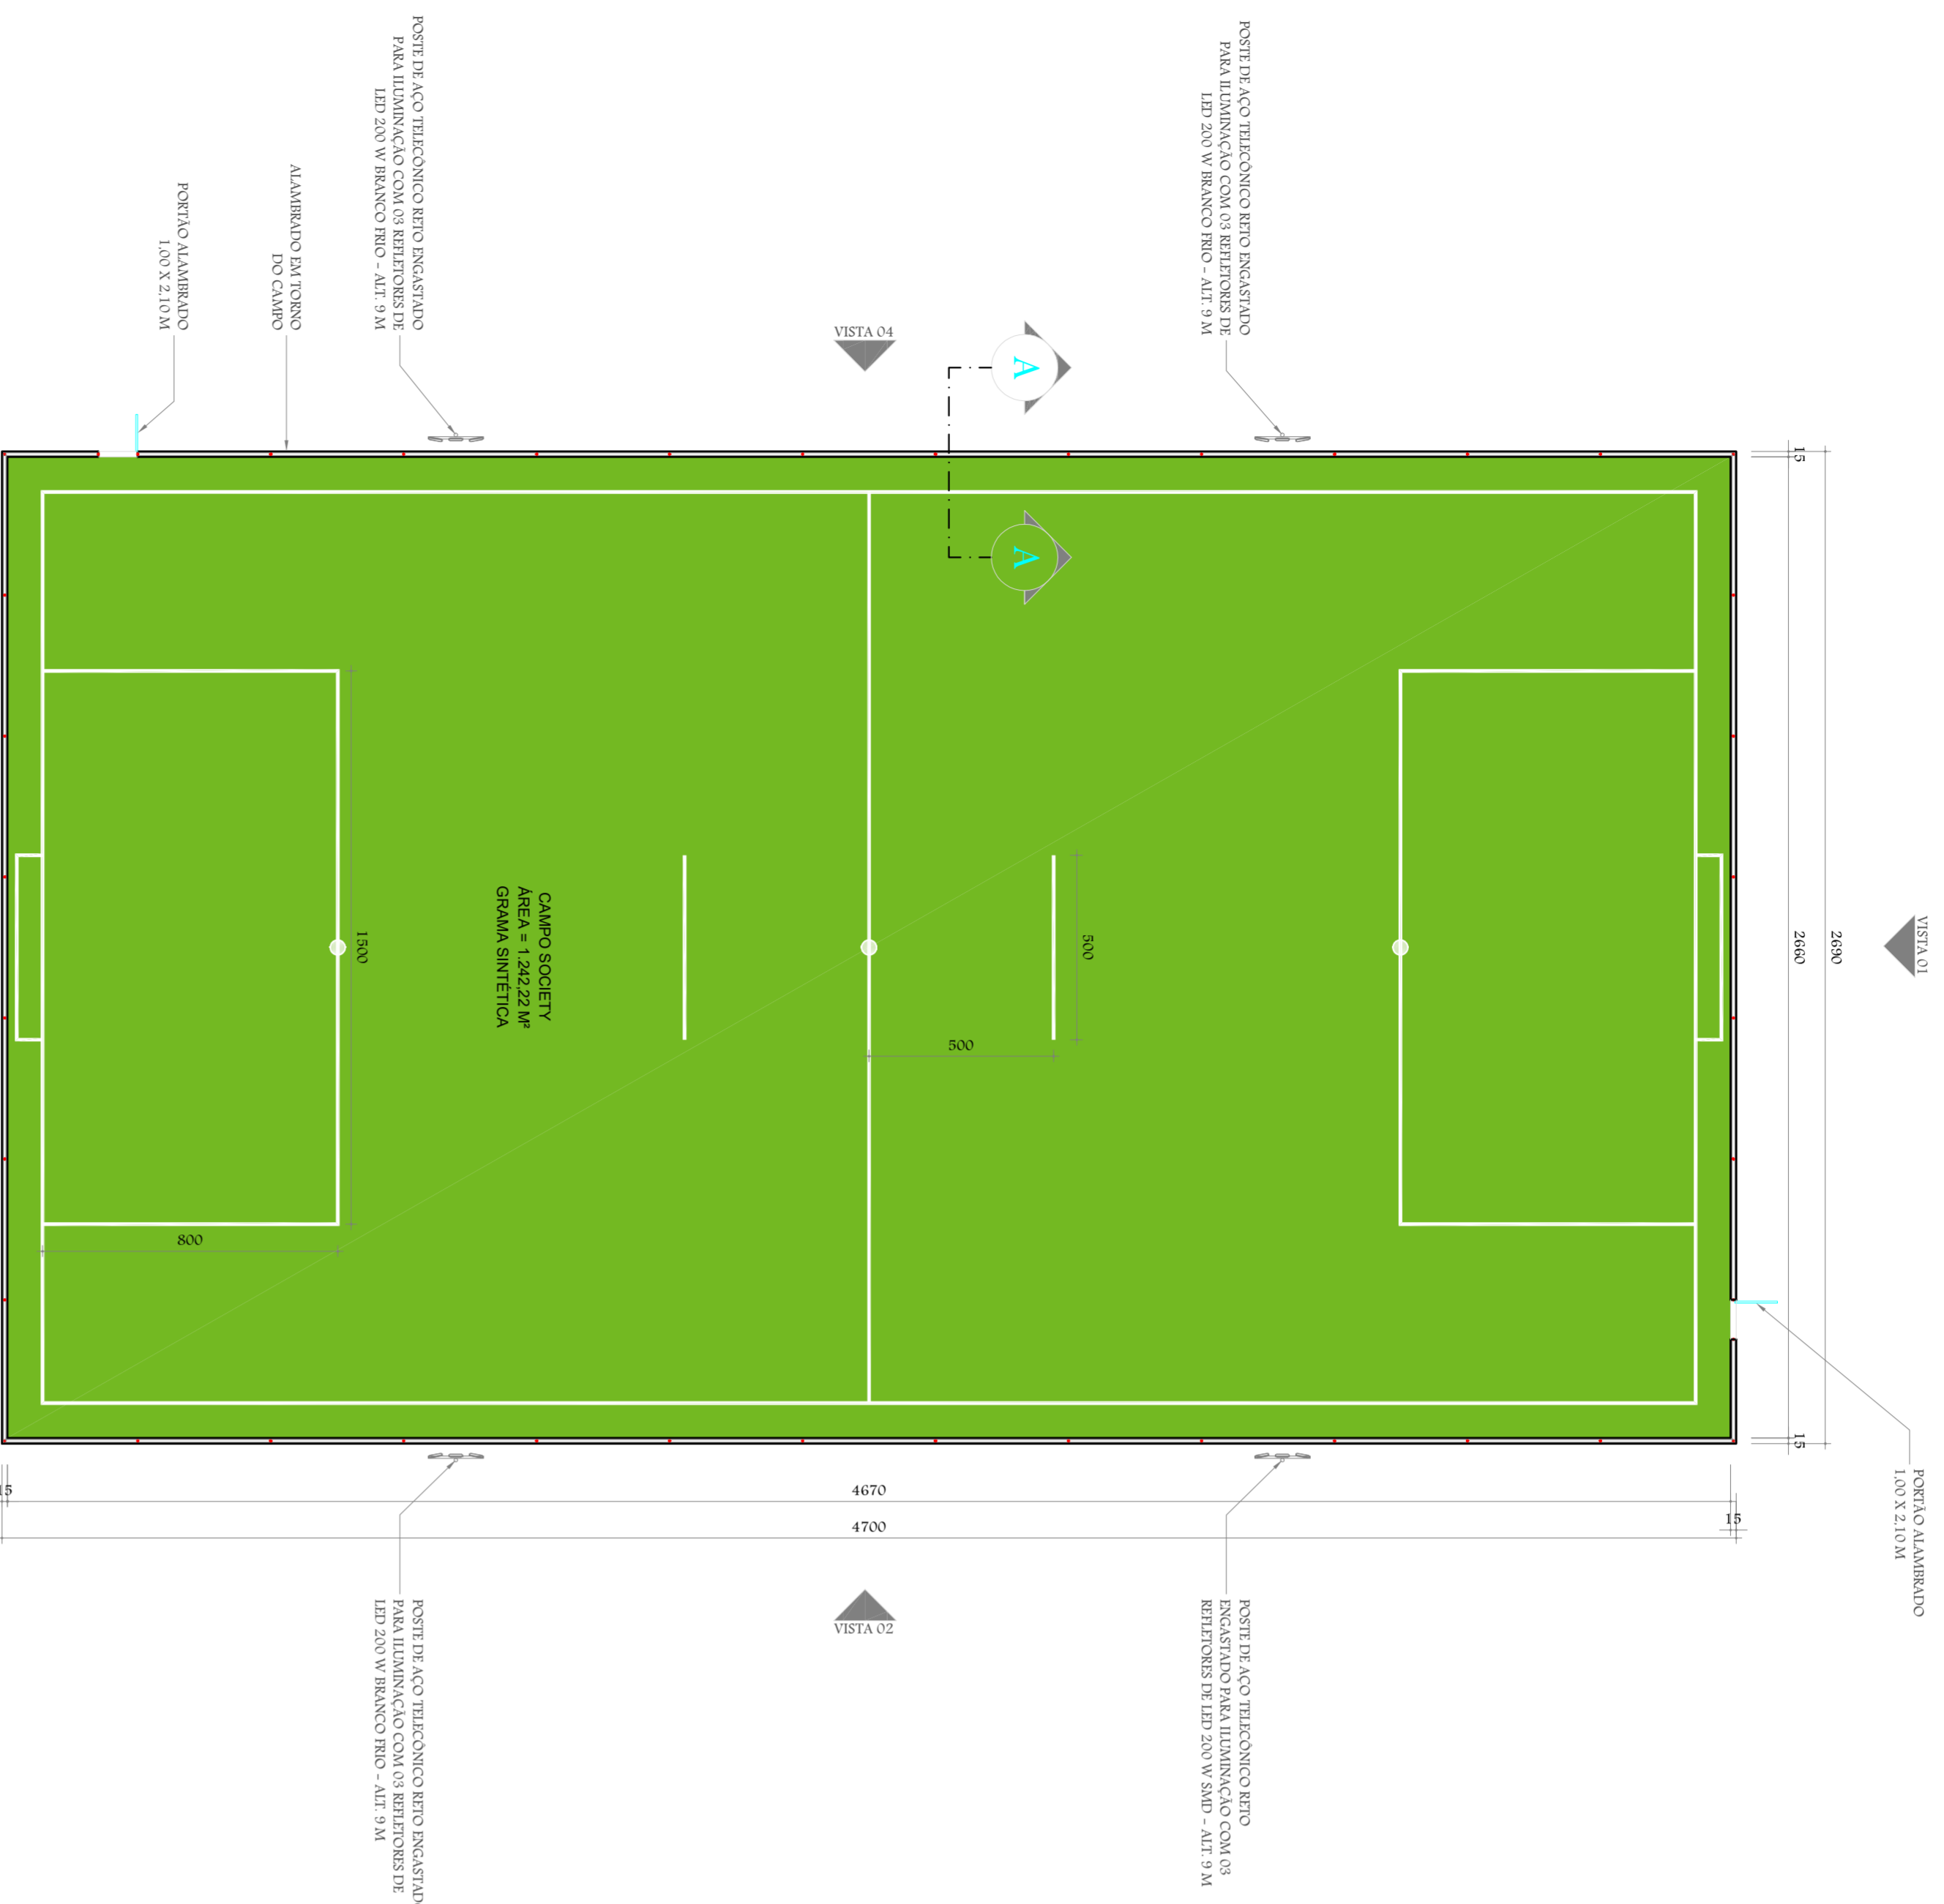 POSTE DE AÇO TELECÔNICO RETO ENGASTADO
PARA ILUMINAÇÃO COM 03 REFLETORES DE
LED 200 W BRANCO FRIO - ALT. 9 M
POSTE DE AÇO TELECÔNICO RETO ENGASTADO
PARA ILUMINAÇÃO COM 03 REFLETORES DE
LED 200 W BRANCO FRIO - ALT. 9 M
ALAMBRADO EM TORNO
DO CAMPO
PORTÃO ALAMBRADO
1,00 X 2,10 M
VISTA 04
A
A
15
2690
2660
15
VISTA 01
500
500
1500
800
CAMPO SOCIETY
ÁREA = 1.242,22 M²
GRAMA SINTÉTICA
PORTÃO ALAMBRADO
1,00 X 2,10 M
15
4670
15
4700
VISTA 02
POSTE DE AÇO TELECÔNICO RETO ENGASTAD
PARA ILUMINAÇÃO COM 03 REFLETORES DE
LED 200 W BRANCO FRIO - ALT. 9 M
POSTE DE AÇO TELECÔNICO RETO
ENGASTADO PARA ILUMINAÇÃO COM 03
REFLETORES DE LED 200 W SMD - ALT. 9 M